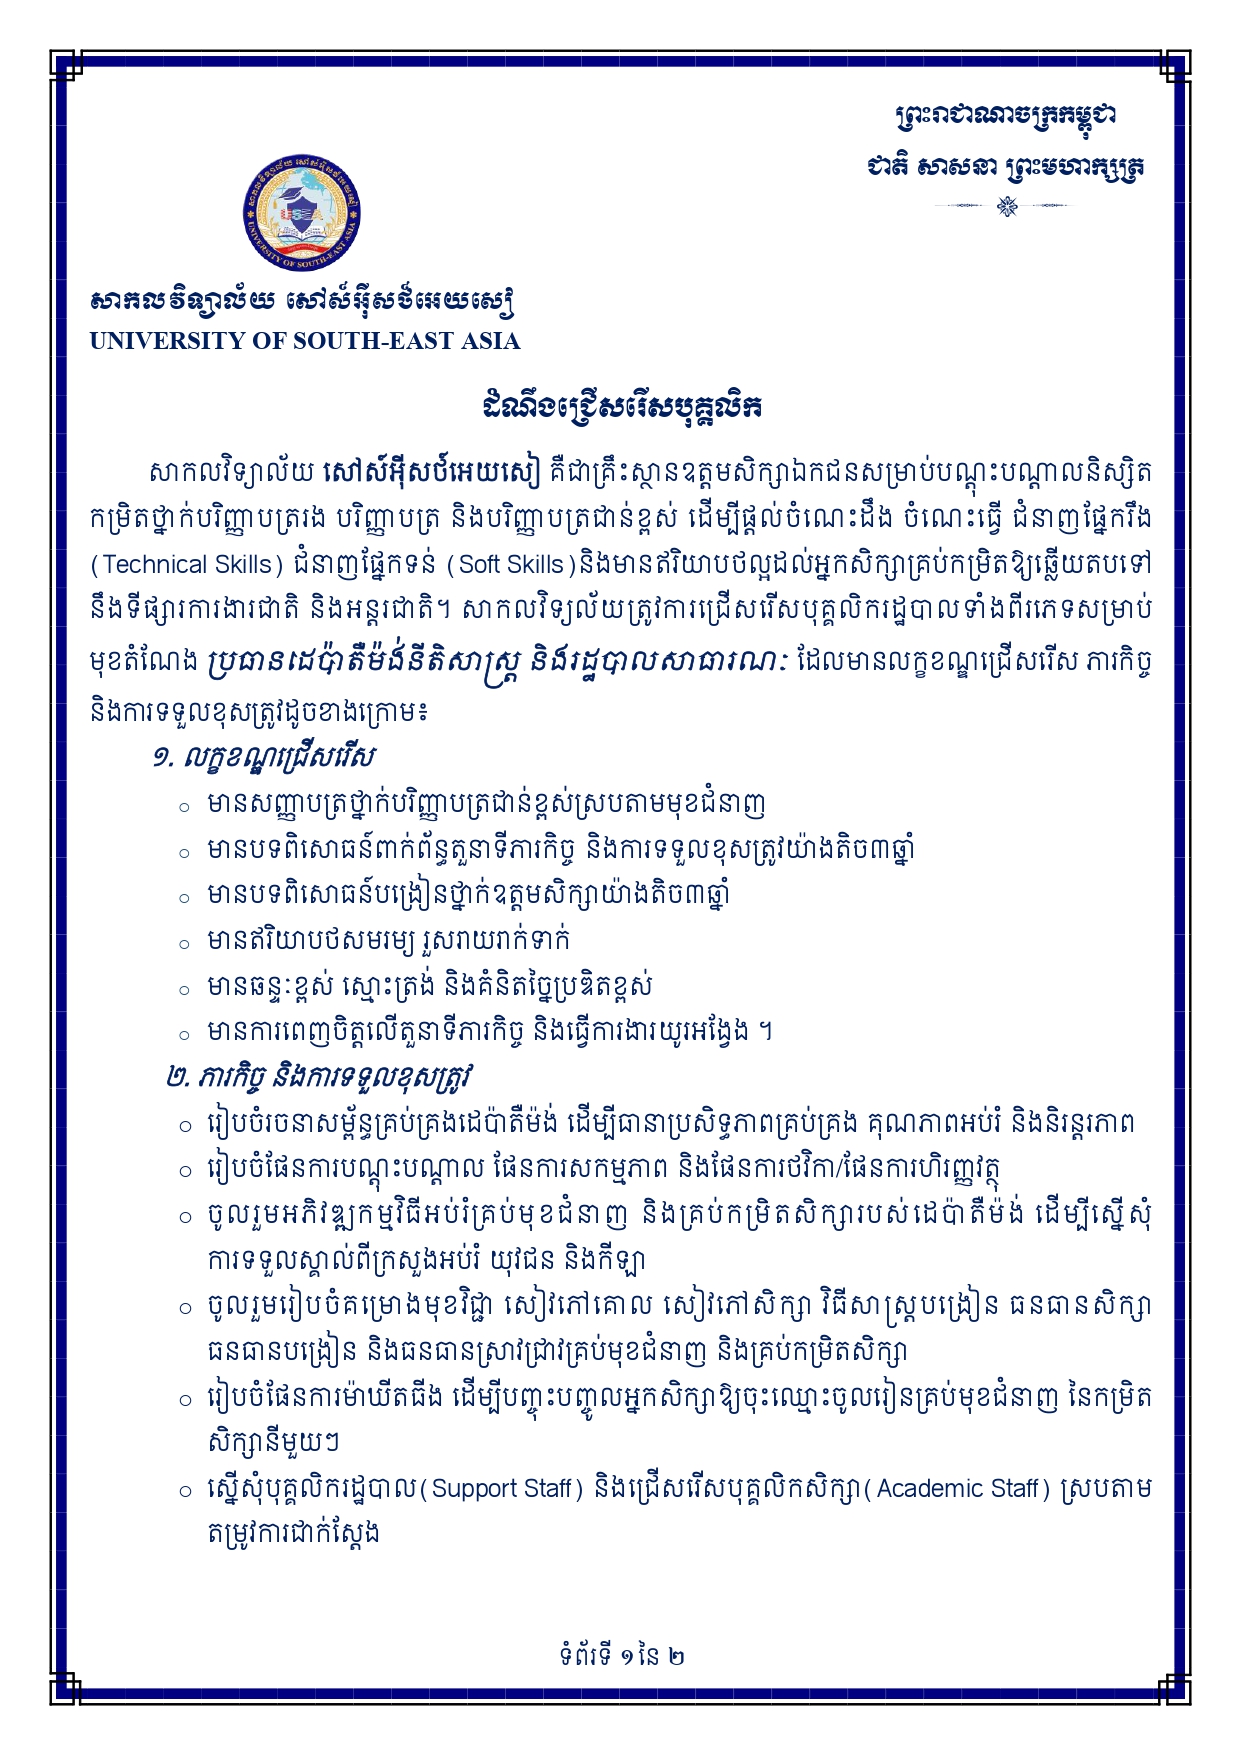 ព្រះរាជាណាចក្រកម្ពុជា
ជាតិ សាសនា ព្រះមហាក្សត្រ
សាកលវិទ្យាល័យ សៅស៍អ៊ីសថ៍អេយសៀ
UNIVERSITY OF SOUTH-EAST ASIA
USEA
សាកលវិទ្យាល័យ សៅស៍អ៊ីសថ៍អេយសៀ
UNIVERSITY OF SOUTH-EAST ASIA
ដំណឹងជ្រើសរើសបុគ្គលិក
សាកលវិទ្យាល័យ សៅស៍អ៊ីសថ៍អេយសៀ គឺជាគ្រឹះស្ថានឧត្តមសិក្សាឯកជនសម្រាប់បណ្តុះបណ្តាលនិស្សិត
កម្រិតថ្នាក់បរិញ្ញាបត្ររង បរិញ្ញាបត្រ និងបរិញ្ញាបត្រជាន់ខ្ពស់ ដើម្បីផ្តល់ចំណេះដឹង ចំណេះធ្វើ ជំនាញផ្នែករឹង
(Technical Skills) ជំនាញផ្នែកទន់ (Soft Skills)និងមានឥរិយាបថល្អដល់អ្នកសិក្សាគ្រប់កម្រិតឱ្យឆ្លើយតបទៅ
នឹងទីផ្សារការងារជាតិ និងអន្តរជាតិ។ សាកលវិទ្យល័យត្រូវការជ្រើសរើសបុគ្គលិករដ្ឋបាលទាំងពីរភេទសម្រាប់
មុខតំណែង ប្រធានដេប៉ាតឺម៉ង់នីតិសាស្ត្រ និងរដ្ឋបាលសាធារណៈ ដែលមានលក្ខខណ្ឌជ្រើសរើស ភារកិច្ច
និងការទទួលខុសត្រូវដូចខាងក្រោម៖
១. លក្ខខណ្ឌជ្រើសរើស
○ មានសញ្ញាបត្រថ្នាក់បរិញ្ញាបត្រជាន់ខ្ពស់ស្របតាមមុខជំនាញ
○ មានបទពិសោធន៍ពាក់ព័ន្ធតួនាទីភារកិច្ច និងការទទួលខុសត្រូវយ៉ាងតិច៣ឆ្នាំ
○ មានបទពិសោធន៍បង្រៀនថ្នាក់ឧត្តមសិក្សាយ៉ាងតិច៣ឆ្នាំ
○ មានឥរិយាបថសមរម្យ រួសរាយរាក់ទាក់
○ មានឆន្ទៈខ្ពស់ ស្មោះត្រង់ និងគំនិតច្នៃប្រឌិតខ្ពស់
○ មានការពេញចិត្តលើតួនាទីភារកិច្ច និងធ្វើការងារយូរអង្វែង ។
២. ភារកិច្ច និងការទទួលខុសត្រូវ
○ រៀបចំរចនាសម្ព័ន្ធគ្រប់គ្រងដេប៉ាតឺម៉ង់ ដើម្បីធានាប្រសិទ្ធភាពគ្រប់គ្រង គុណភាពអប់រំ និងនិរន្តរភាព
○ រៀបចំផែនការបណ្តុះបណ្តាល ផែនការសកម្មភាព និងផែនការថវិកា/ផែនការហិរញ្ញវត្ថុ
○ ចូលរួមអភិវឌ្ឍកម្មវិធីអប់រំគ្រប់មុខជំនាញ និងគ្រប់កម្រិតសិក្សារបស់ដេប៉ាតឺម៉ង់ ដើម្បីស្នើសុំ
ការទទួលស្គាល់ពីក្រសួងអប់រំ យុវជន និងកីឡា
○ ចូលរួមរៀបចំគម្រោងមុខវិជ្ជា សៀវភៅគោល សៀវភៅសិក្សា វិធីសាស្ត្របង្រៀន ធនធានសិក្សា
ធនធានបង្រៀន និងធនធានស្រាវជ្រាវគ្រប់មុខជំនាញ និងគ្រប់កម្រិតសិក្សា
○ រៀបចំផែនការម៉ាឃីតធីង ដើម្បីបញ្ចុះបញ្ចូលអ្នកសិក្សាឱ្យចុះឈ្មោះចូលរៀនគ្រប់មុខជំនាញ នៃកម្រិត
សិក្សានីមួយៗ
○ ស្នើសុំបុគ្គលិករដ្ឋបាល(Support Staff) និងជ្រើសរើសបុគ្គលិកសិក្សា(Academic Staff) ស្របតាម
តម្រូវការជាក់ស្តែង
ទំព័រទី ១ នៃ ២